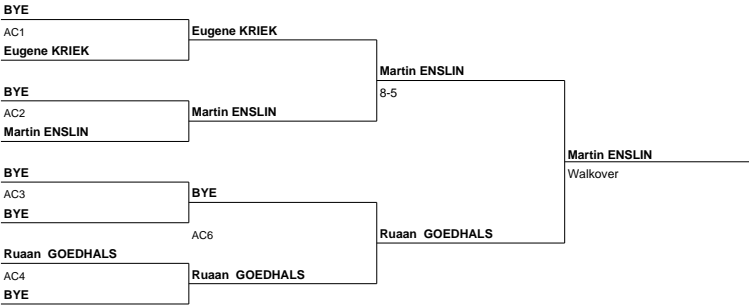 BYE
AC1
Eugene KRIEK
Eugene KRIEK
Martin ENSLIN
8-5
BYE
AC2
Martin ENSLIN
Martin ENSLIN
Martin ENSLIN
Walkover
BYE
AC3
BYE
BYE
AC6
Ruaan GOEDHALS
Ruaan GOEDHALS
AC4
Ruaan GOEDHALS
BYE